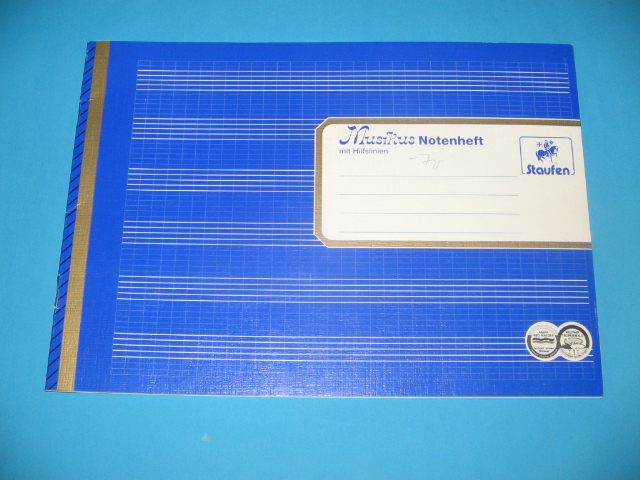 Musikus Notenheft
mit Hilfslinien
Staufen